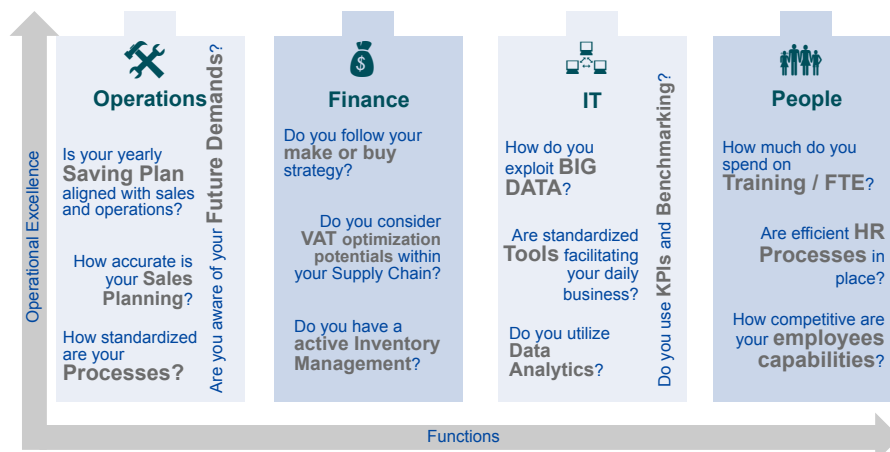 Operational Excellence
Operations
Is your yearly
Saving Plan
aligned with sales
and operations?
How accurate is
your Sales
Planning?
How standardized
are your
Processes?
Are you aware of your Future Demands?
$
Finance
Do you follow your
make or buy
strategy?
Do you consider
VAT optimization
potentials within
your Supply Chain?
Do you have a
active Inventory
Management?
IT
How do you
exploit BIG
DATA?
Are standardized
Tools facilitating
your daily
business?
Do you utilize
Data
Analytics?
Do you use KPIs and Benchmarking?
People
How much do you
spend on
Training / FTE?
Are efficient HR
Processes in
place?
How competitive are
your employees
capabilities?
Functions